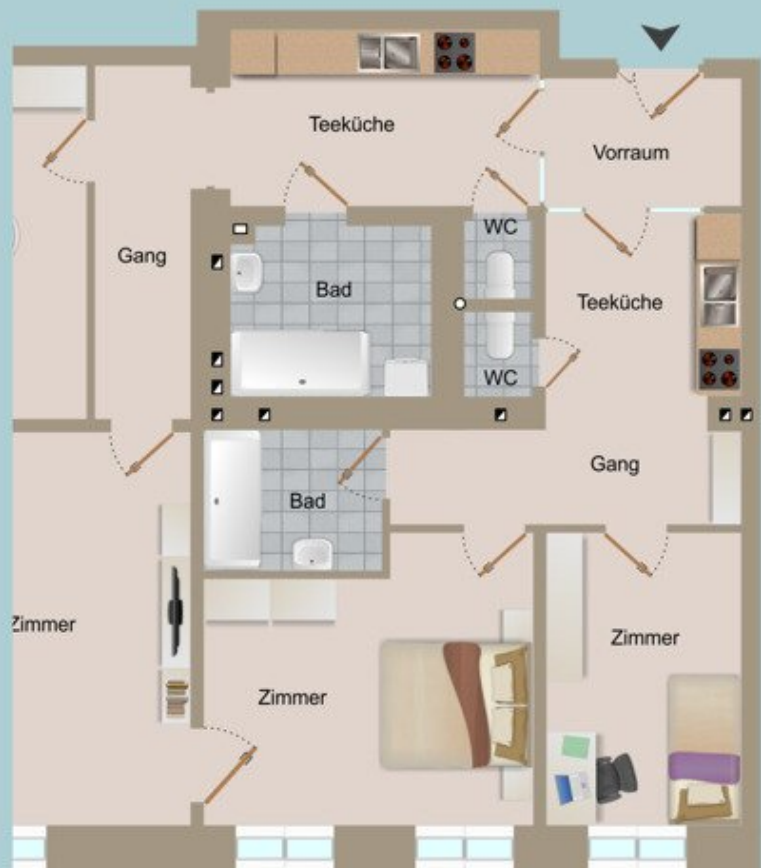 Teeküche
Vorraum
WC
Gang
Bad
Teeküche
WC
Gang
Bad
Zimmer
Zimmer
Zimmer